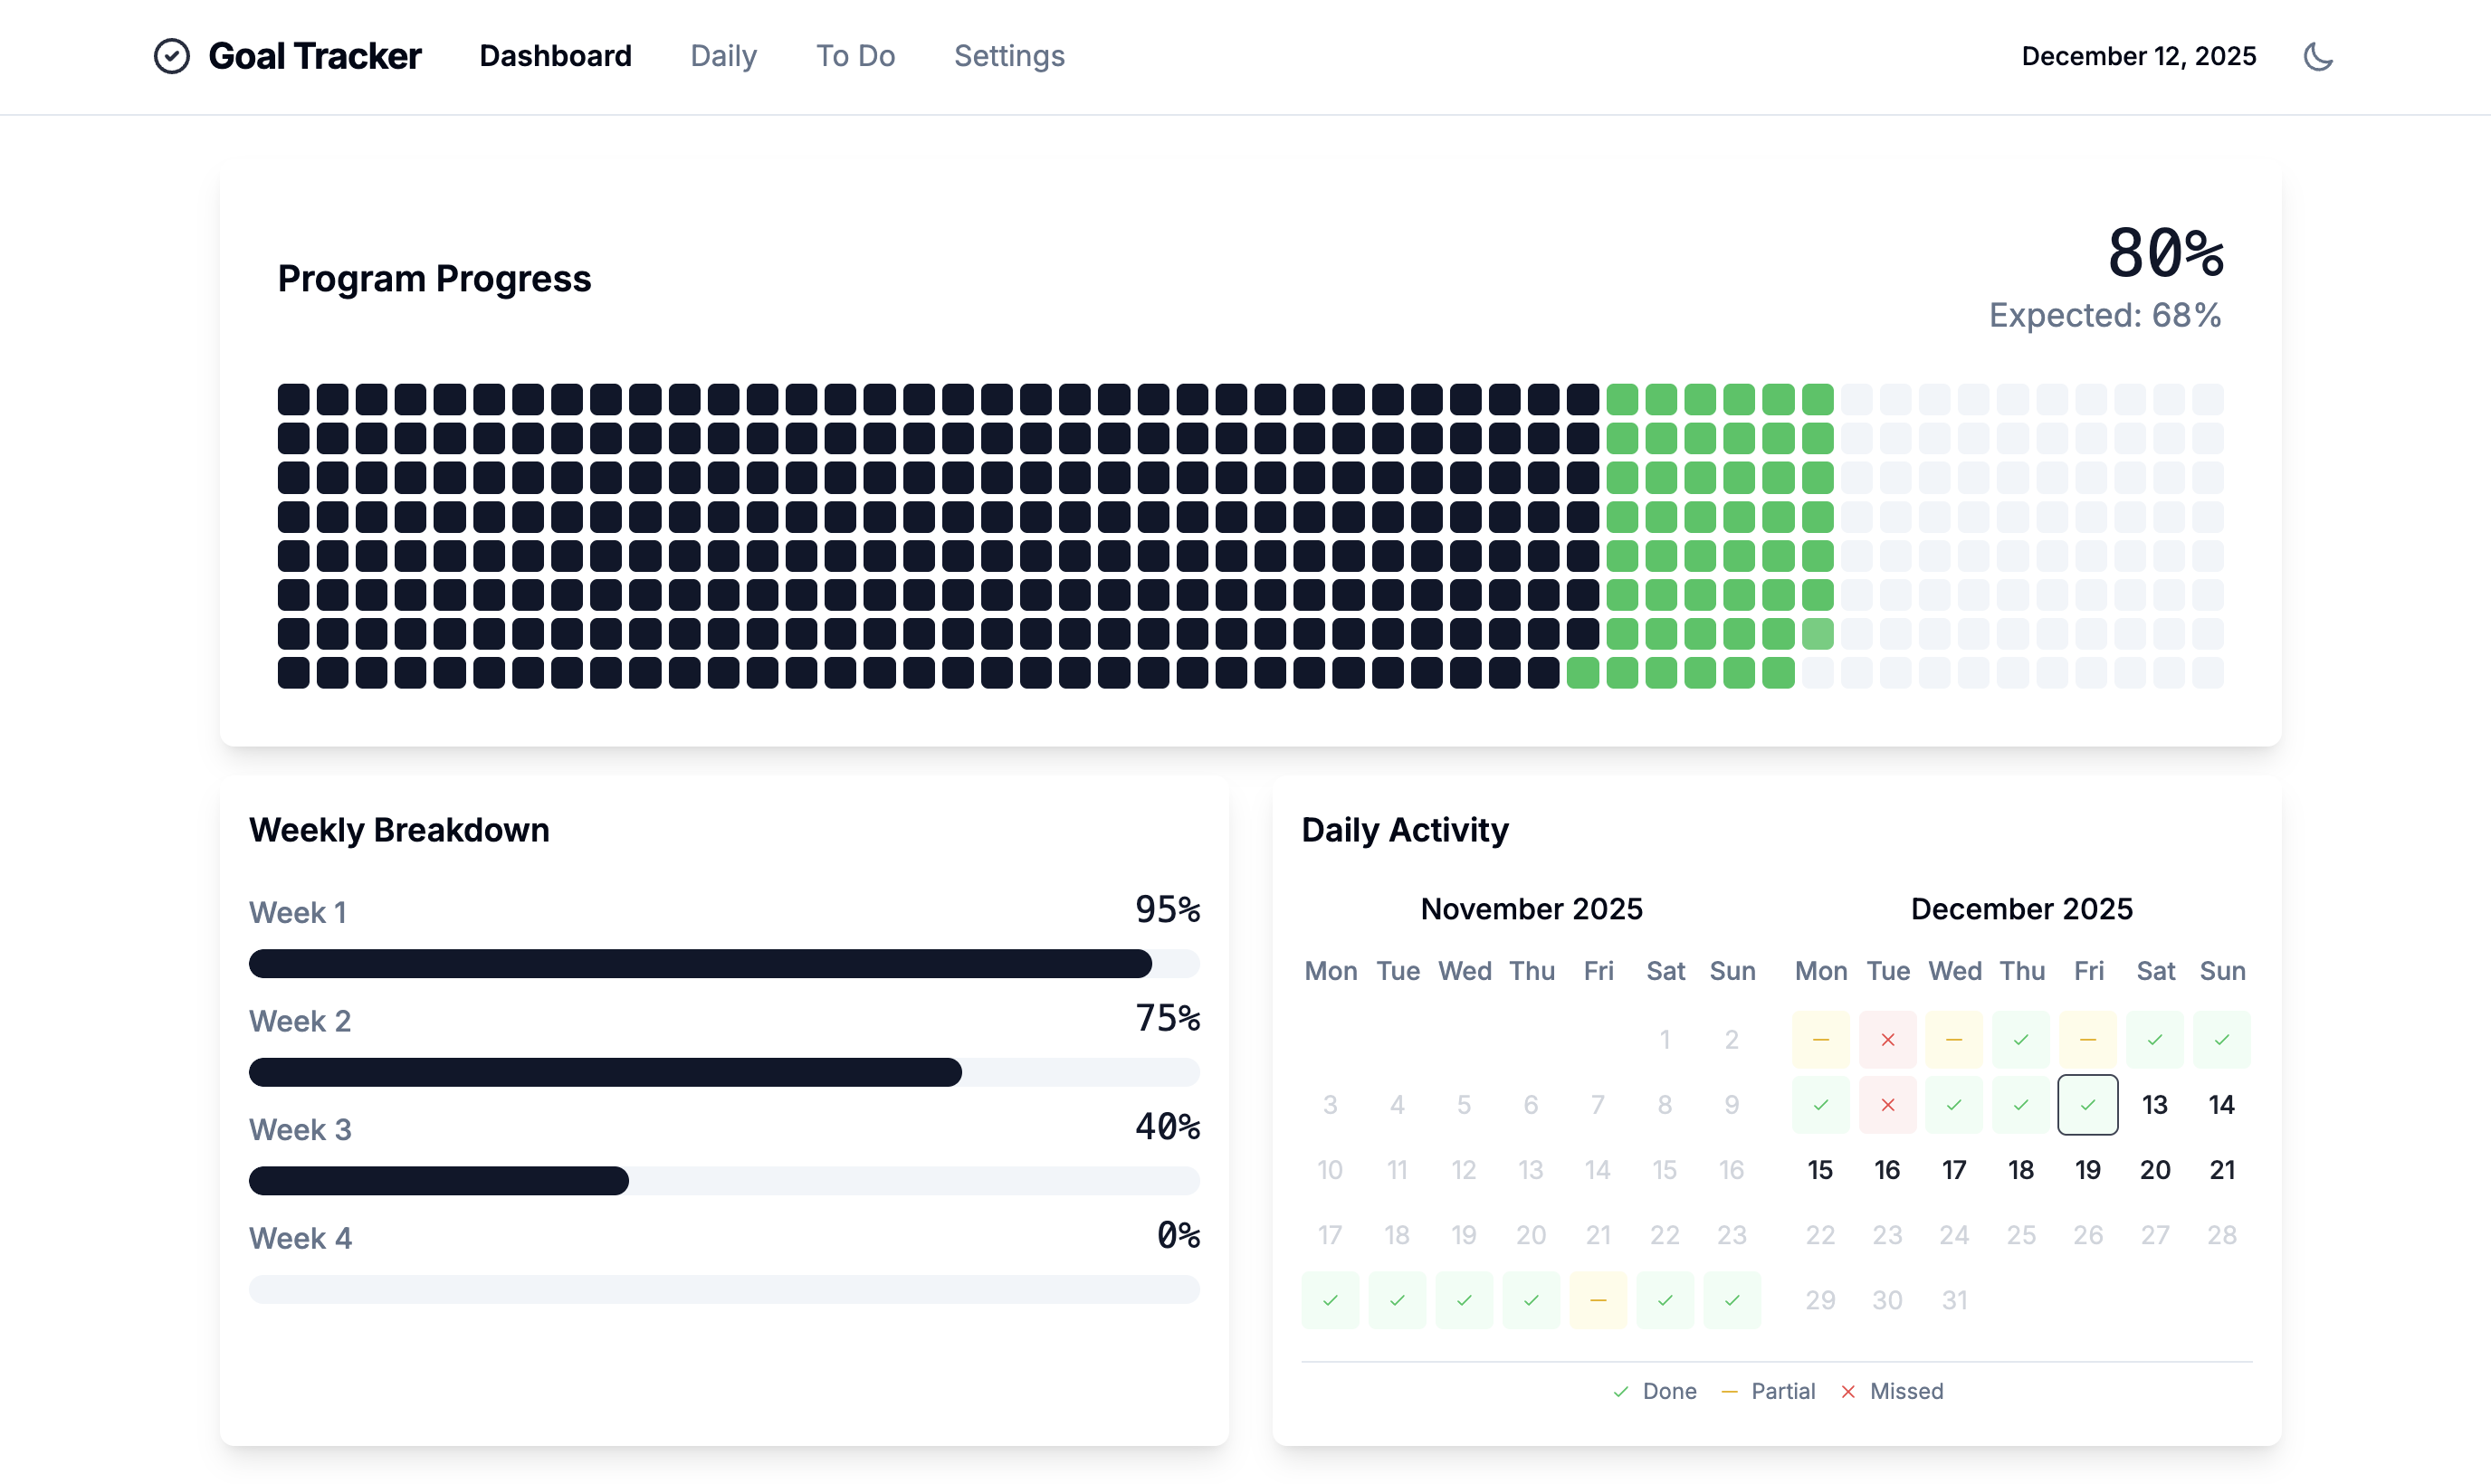 Goal Tracker Dashboard Daily To Do Settings December 12, 2025
Program Progress
80%
Expected: 68%
Weekly Breakdown
Week 1 95%
Week 2 75%
Week 3 40%
Week 4 0%
Daily Activity
November 2025
Mon Tue Wed Thu Fri Sat Sun
1 2
3 4 5 6 7 8 9
10 11 12 13 14 15 16
17 18 19 20 21 22 23
December 2025
Mon Tue Wed Thu Fri Sat Sun
13 14
15 16 17 18 19 20 21
22 23 24 25 26 27 28
29 30 31
Done Partial Missed